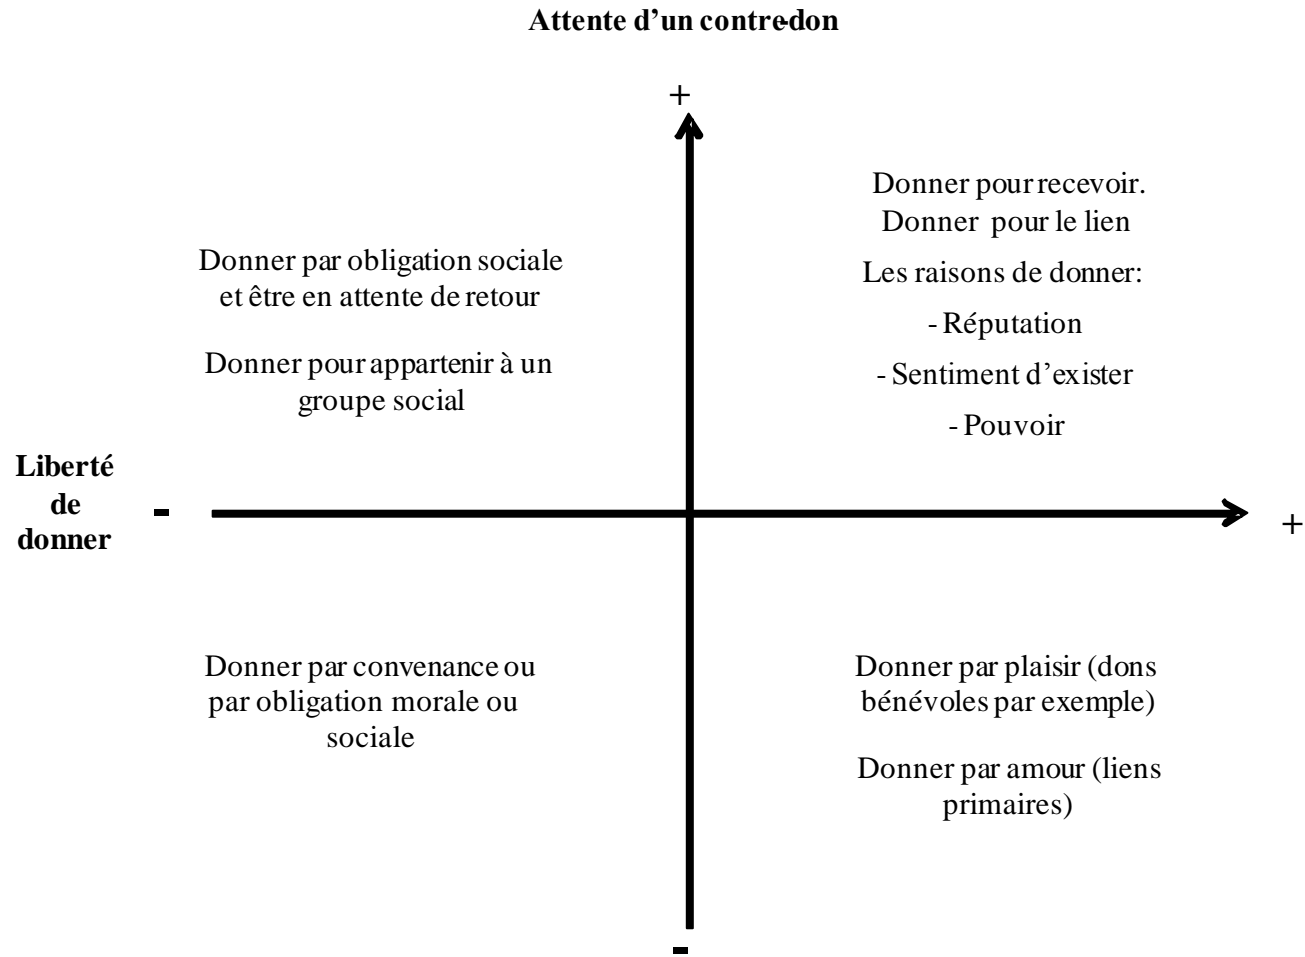 Attente d’un contre-don
+
Donner pour recevoir.
Donner pour le lien
Les raisons de donner:
- Réputation
- Sentiment d’exister
- Pouvoir
Donner par obligation sociale
et être en attente de retour
Donner pour appartenir à un
groupe social
Liberté
de
donner
-
+
Donner par convenance ou
par obligation morale ou
sociale
Donner par plaisir (dons
bénévoles par exemple)
Donner par amour (liens
primaires)
-